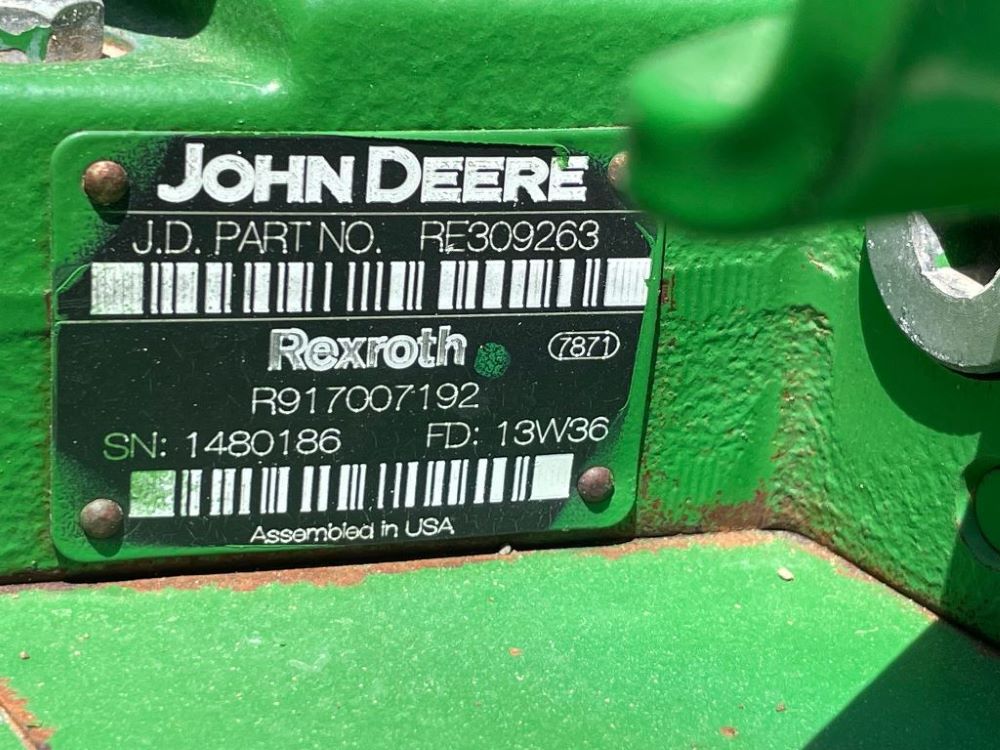 JOHN DEERE
J.D. PART NO. RE309263
Rexroth 7871
R917007192
SN: 1480186 FD: 13W36
Assembled in USA